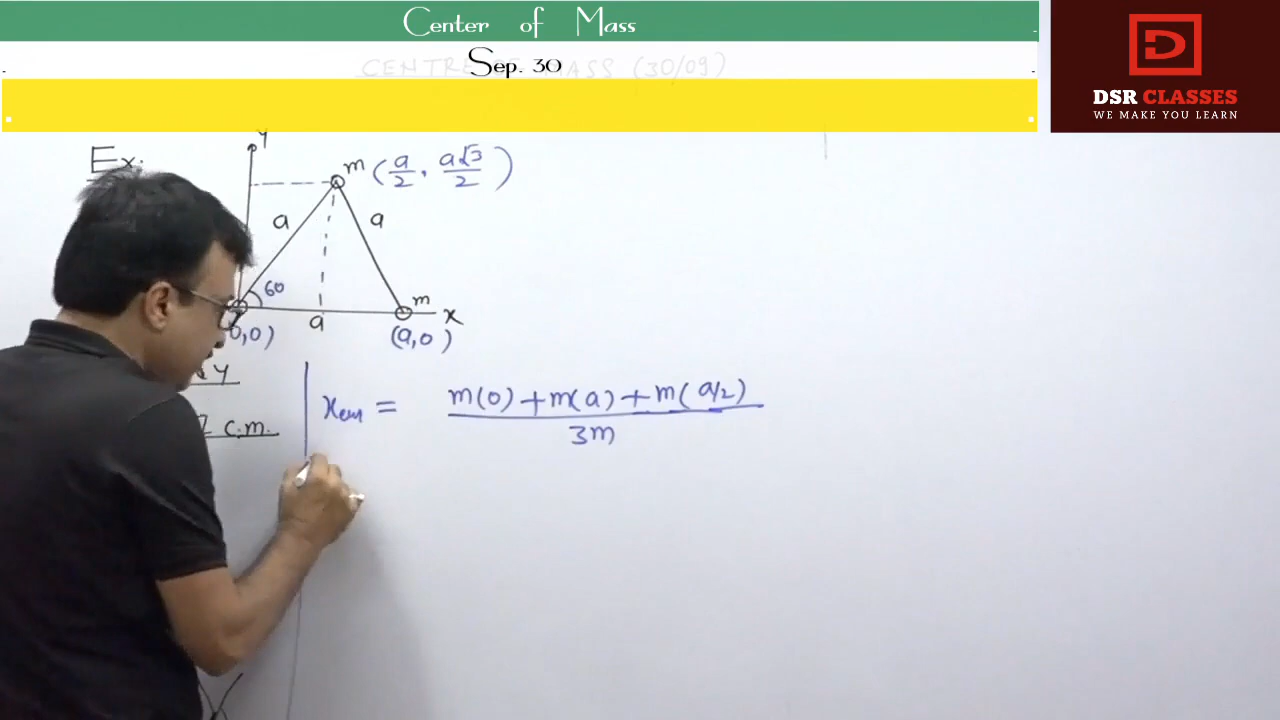 Center of Mass
Sep. 30
CENTRE OF MASS (30/09)
DSR CLASSES
WE MAKE YOU LEARN
Ex.
y
m (a/2, a√3/2)
a
a
60
m
x
a
0,0)
(a,0)
y
c.m.
xcm = m(0) + m(a) + m(a/2) / 3m